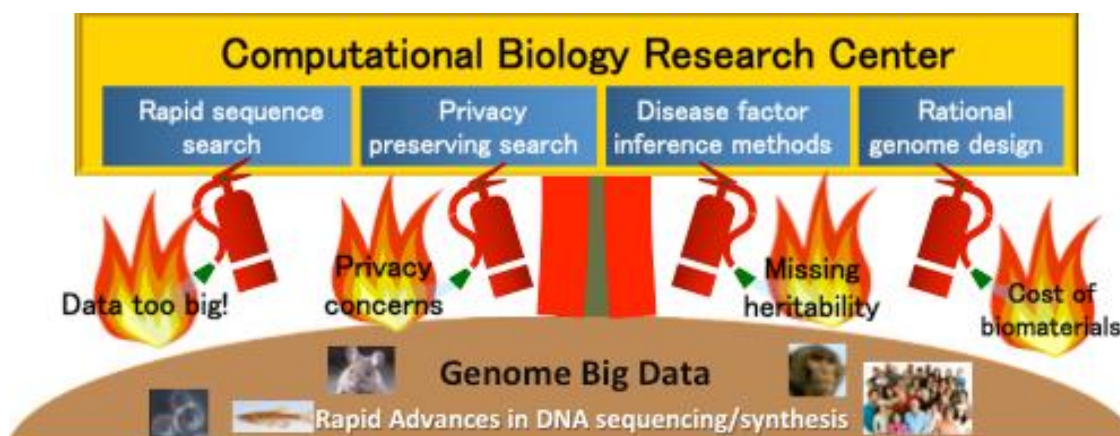 Computational Biology Research Center
Rapid sequence
search
Privacy
preserving search
Disease factor
inference methods
Rational
genome design
Data too big!
Privacy
concerns
Missing
heritability
Cost of
biomaterials
Genome Big Data
Rapid Advances in DNA sequencing/synthesis